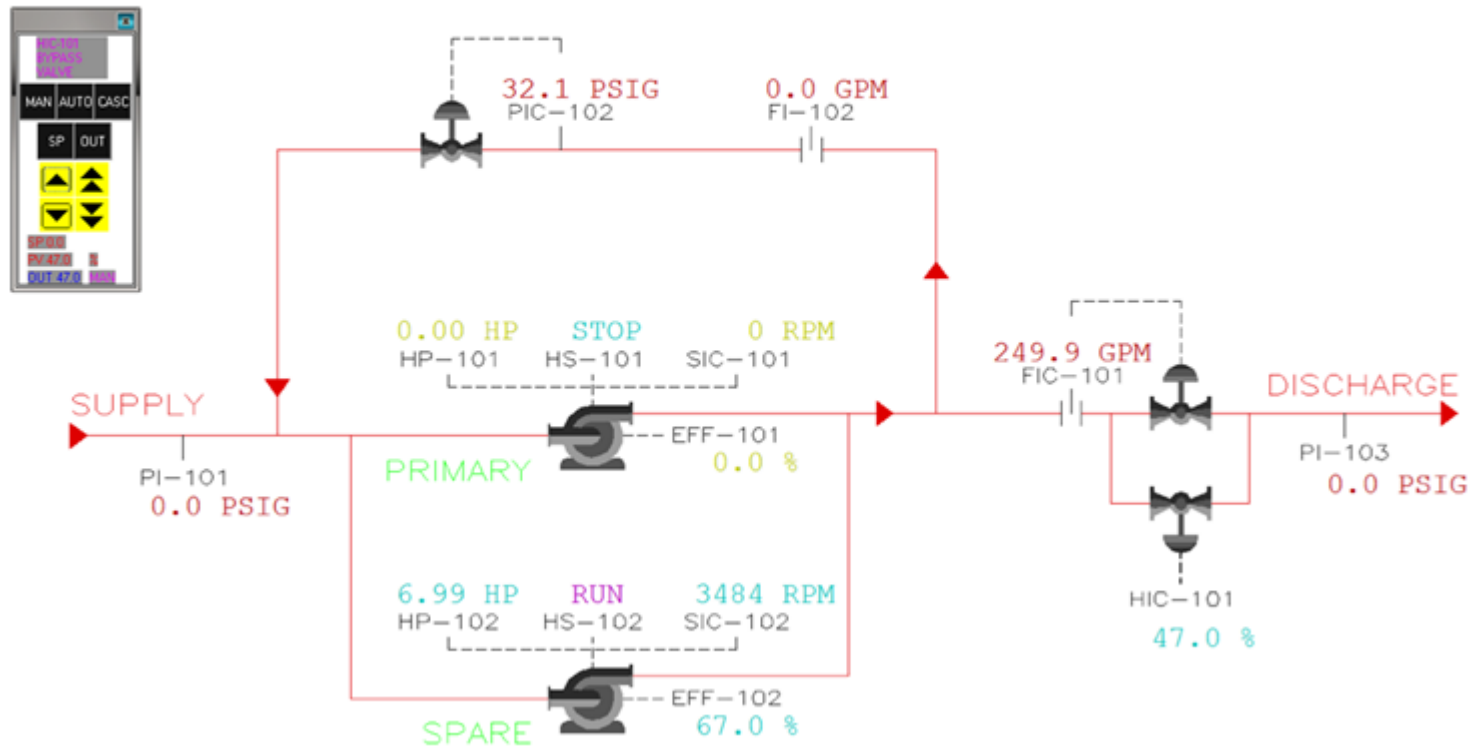 HIC-101
BYPASS
VALVE
MAN AUTO CASC
SP OUT
SP 0.0
PV 47.0 %
OUT 47.0 MAN
32.1 PSIG
PIC-102
0.0 GPM
FI-102
0.00 HP STOP 0 RPM
HP-101 HS-101 SIC-101
249.9 GPM
FIC-101
SUPPLY
DISCHARGE
PI-101
0.0 PSIG
PRIMARY
EFF-101
0.0 %
PI-103
0.0 PSIG
6.99 HP RUN 3484 RPM
HP-102 HS-102 SIC-102
HIC-101
47.0 %
SPARE
EFF-102
67.0 %